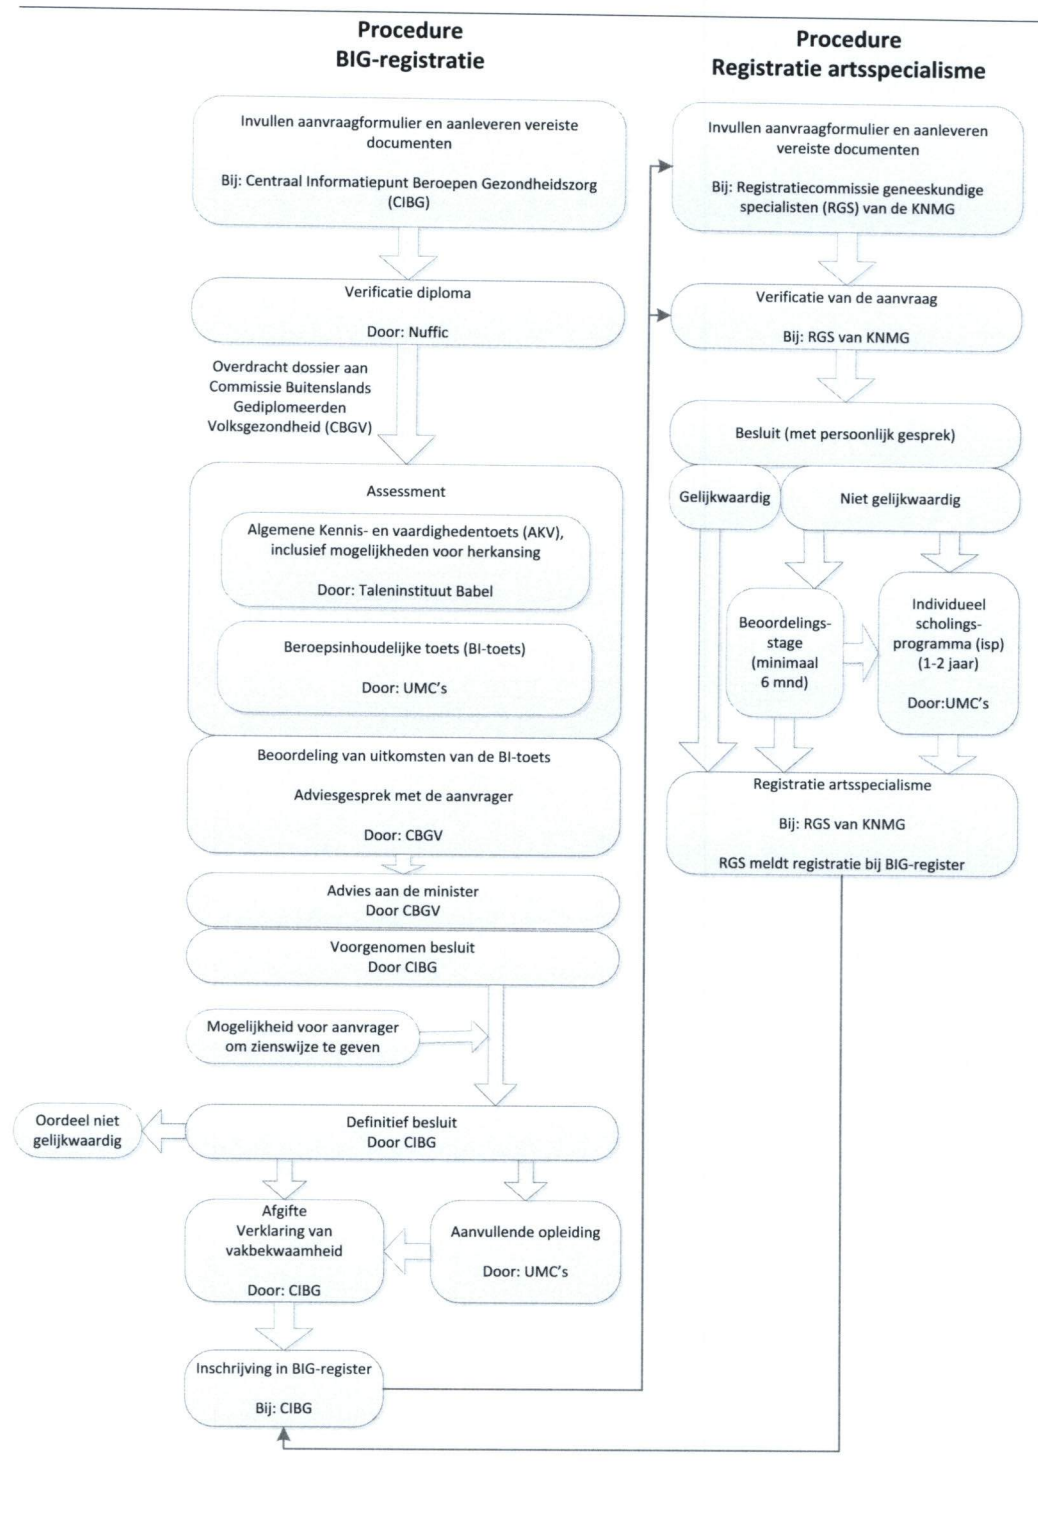 Procedure
BIG-registratie
Invullen aanvraagformulier en aanleveren vereiste
documenten
Bij: Centraal Informatiepunt Beroepen Gezondheidszorg
(CIBG)
Verificatie diploma
Door: Nuffic
Overdracht dossier aan
Commissie Buitenslands
Gediplomeerden
Volksgezondheid (CBGV)
Assessment
Algemene Kennis- en vaardighedentoets (AKV),
inclusief mogelijkheden voor herkansing
Door: Taleninstituut Babel
Beroepsinhoudelijke toets (BI-toets)
Door: UMC's
Beoordeling van uitkomsten van de BI-toets
Adviesgesprek met de aanvrager
Door: CBGV
Advies aan de minister
Door CBGV
Voorgenomen besluit
Door CIBG
Mogelijkheid voor aanvrager
om zienswijze te geven
Definitief besluit
Door CIBG
Oordeel niet
gelijkwaardig
Afgifte
Verklaring van
vakbekwaamheid
Door: CIBG
Aanvullende opleiding
Door: UMC's
Inschrijving in BIG-register
Bij: CIBG
Procedure
Registratie artsspecialisme
Invullen aanvraagformulier en aanleveren
vereiste documenten
Bij: Registratiecommissie geneeskundige
specialisten (RGS) van de KNMG
Verificatie van de aanvraag
Bij: RGS van KNMG
Besluit (met persoonlijk gesprek)
Gelijkwaardig
Niet gelijkwaardig
Beoordelings-
stage
(minimaal
6 mnd)
Individueel
scholings-
programma (isp)
(1-2 jaar)
Door:UMC's
Registratie artsspecialisme
Bij: RGS van KNMG
RGS meldt registratie bij BIG-register